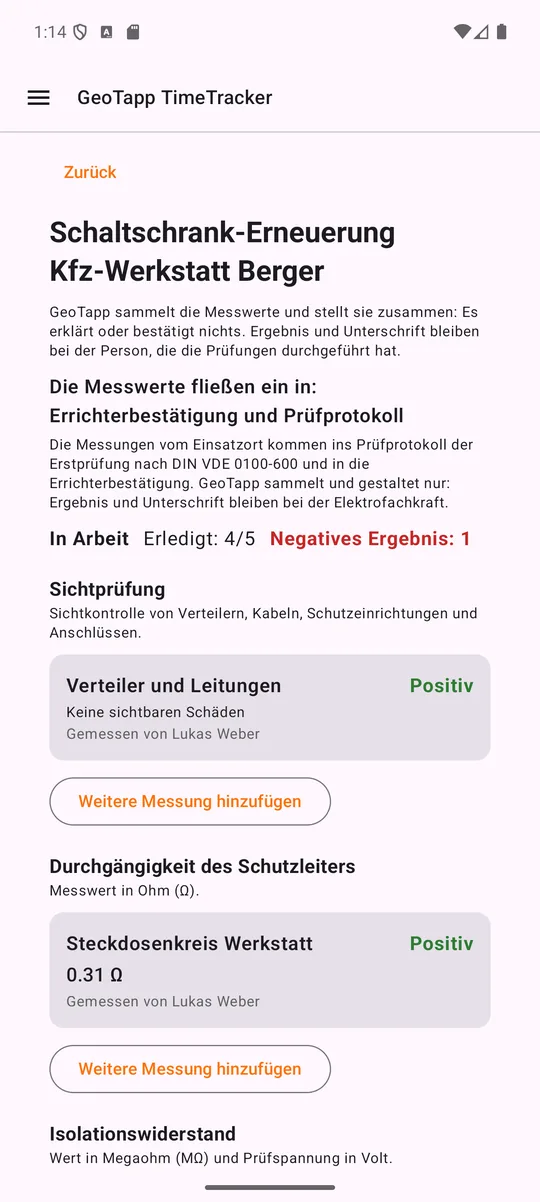 1:14
GeoTapp TimeTracker
Zurück
Schaltschrank-Erneuerung
Kfz-Werkstatt Berger
GeoTapp sammelt die Messwerte und stellt sie zusammen: Es
erklärt oder bestätigt nichts. Ergebnis und Unterschrift bleiben
bei der Person, die die Prüfungen durchgeführt hat.
Die Messwerte fließen ein in:
Errichterbestätigung und Prüfprotokoll
Die Messungen vom Einsatzort kommen ins Prüfprotokoll der
Erstprüfung nach DIN VDE 0100-600 und in die
Errichterbestätigung. GeoTapp sammelt und gestaltet nur:
Ergebnis und Unterschrift bleiben bei der Elektrofachkraft.
In Arbeit Erledigt: 4/5 Negatives Ergebnis: 1
Sichtprüfung
Sichtkontrolle von Verteilern, Kabeln, Schutzeinrichtungen und
Anschlüssen.
Verteiler und Leitungen Positiv
Keine sichtbaren Schäden
Gemessen von Lukas Weber
Weitere Messung hinzufügen
Durchgängigkeit des Schutzleiters
Messwert in Ohm (Ω).
Steckdosenkreis Werkstatt Positiv
0.31 Ω
Gemessen von Lukas Weber
Weitere Messung hinzufügen
Isolationswiderstand
Wert in Megaohm (MΩ) und Prüfspannung in Volt.